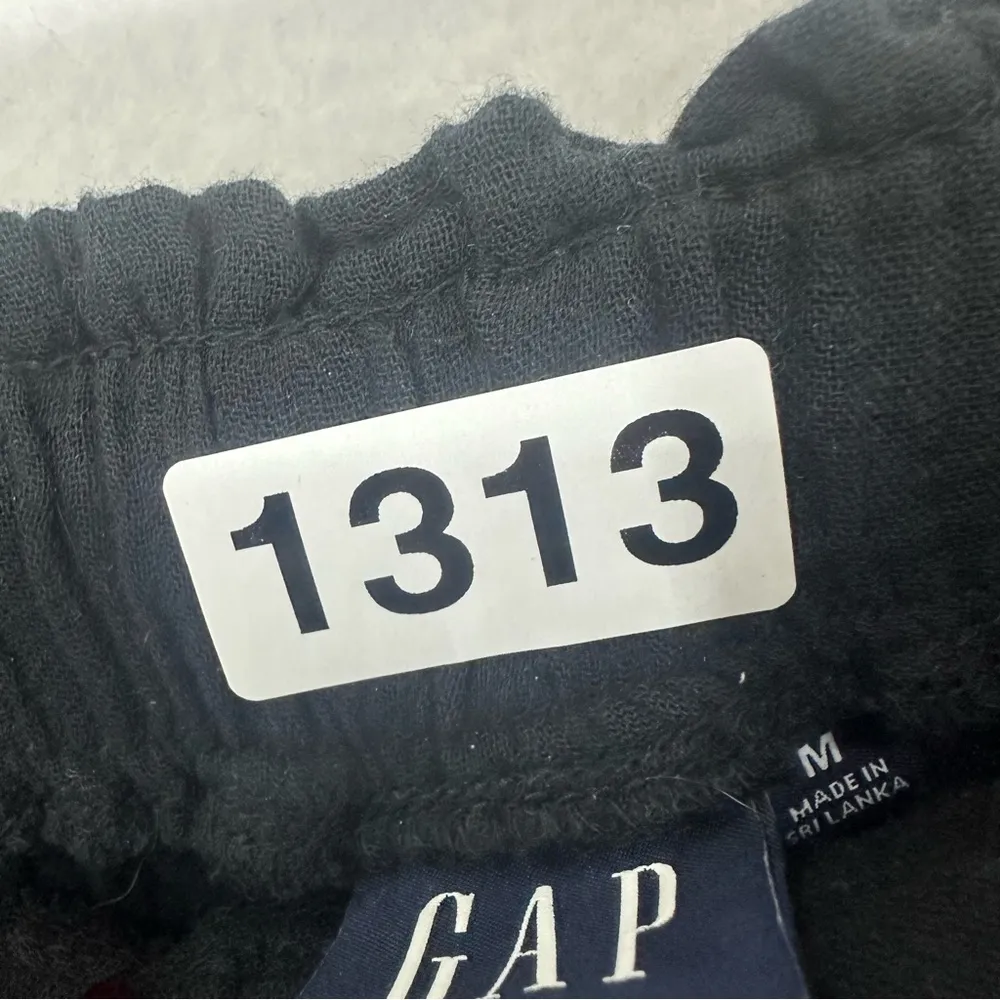 1313
M
MADE IN
SRI LANKA
GAP